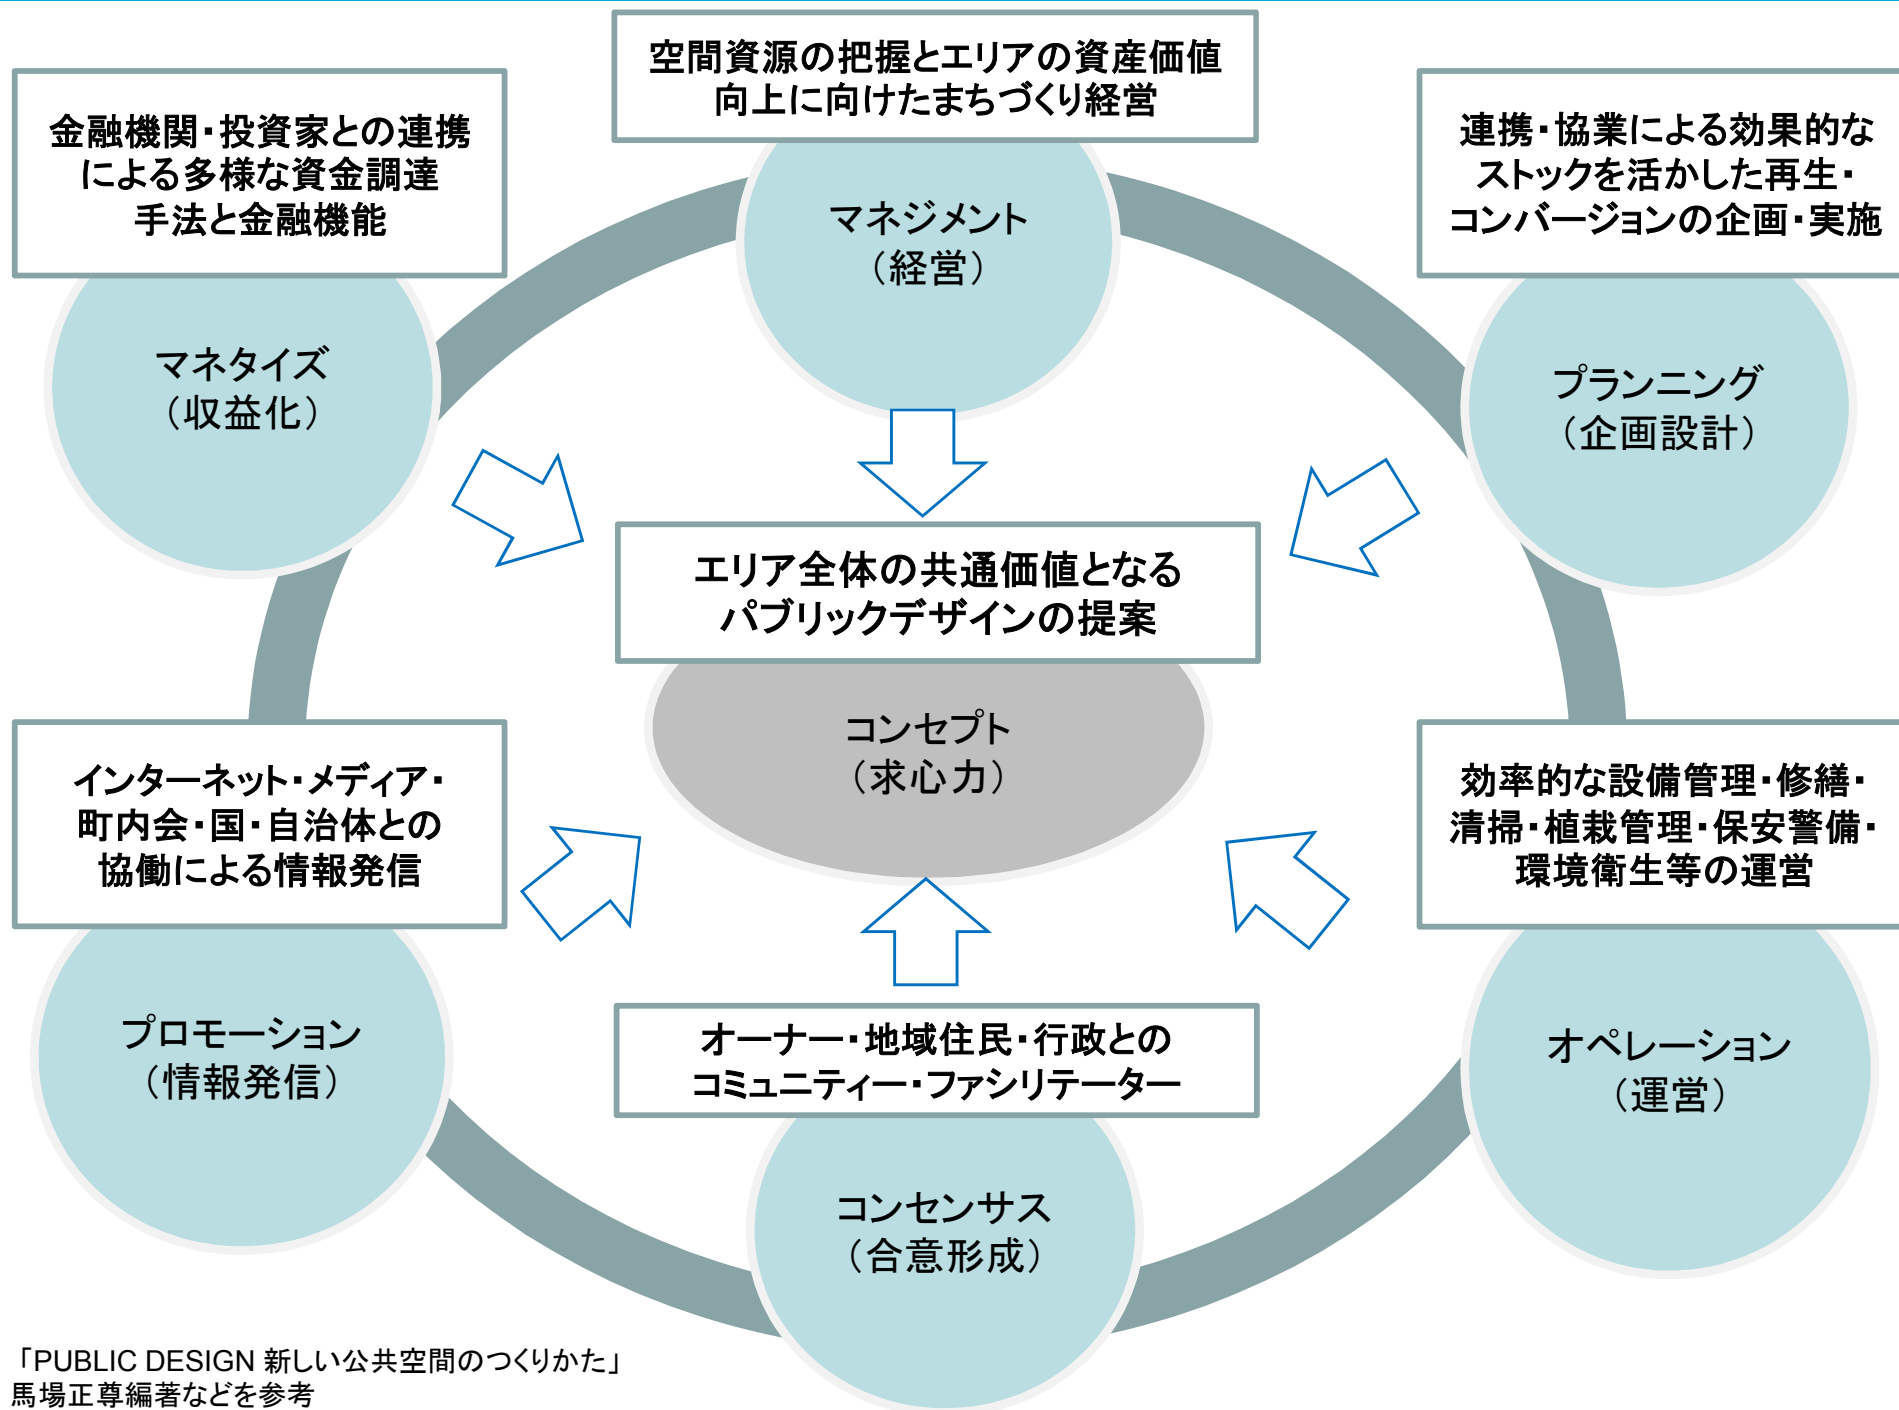 空間資源の把握とエリアの資産価値
向上に向けたまちづくり経営
マネジメント
（経営）
金融機関・投資家との連携
による多様な資金調達
手法と金融機能
マネタイズ
（収益化）
連携・協業による効果的な
ストックを活かした再生・
コンバージョンの企画・実施
プランニング
（企画設計）
エリア全体の共通価値となる
パブリックデザインの提案
コンセプト
（求心力）
インターネット・メディア・
町内会・国・自治体との
協働による情報発信
プロモーション
（情報発信）
効率的な設備管理・修繕・
清掃・植栽管理・保安警備・
環境衛生等の運営
オペレーション
（運営）
オーナー・地域住民・行政との
コミュニティー・ファシリテーター
コンセンサス
（合意形成）
「PUBLIC DESIGN 新しい公共空間のつくりかた」
馬場正尊編著などを参考